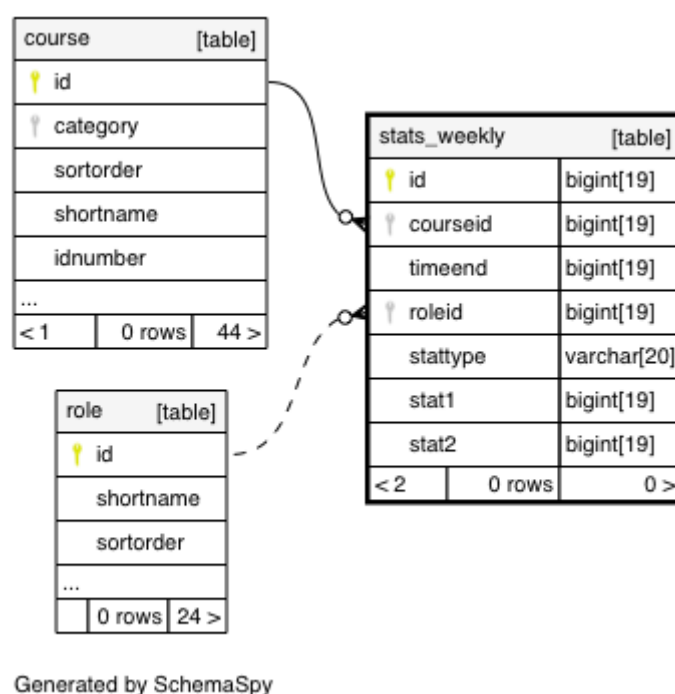 course [table]
id
category
sortorder
shortname
idnumber
...
< 1 0 rows 44 >
stats_weekly [table]
id bigint[19]
courseid bigint[19]
timeend bigint[19]
roleid bigint[19]
stattype varchar[20]
stat1 bigint[19]
stat2 bigint[19]
< 2 0 rows 0 >
role [table]
id
shortname
sortorder
...
0 rows 24 >
Generated by SchemaSpy